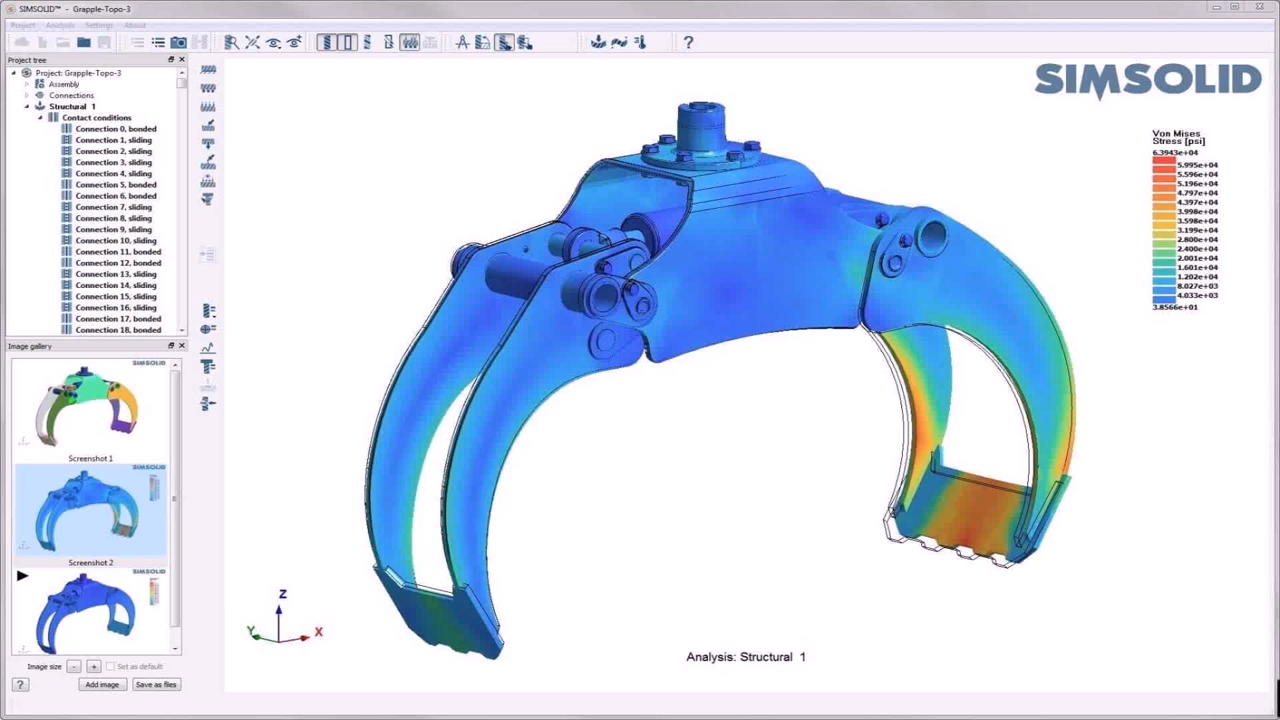 SIMSOLID™ - Grapple-Topo-3
Project Analysis Settings About
Project tree
Project: Grapple-Topo-3
Assembly
Connections
Structural 1
Contact conditions
Connection 0, bonded
Connection 1, sliding
Connection 2, sliding
Connection 3, sliding
Connection 4, sliding
Connection 5, bonded
Connection 6, bonded
Connection 7, sliding
Connection 8, sliding
Connection 9, sliding
Connection 10, sliding
Connection 11, bonded
Connection 12, bonded
Connection 13, sliding
Connection 14, sliding
Connection 15, sliding
Connection 16, sliding
Connection 17, bonded
Connection 18, bonded
Image gallery
SIMSOLID
Screenshot 1
SIMSOLID
Screenshot 2
SIMSOLID
Image size - + Set as default
? Add image Save as files
SIMSOLID
Von Mises
Stress [psi]
6.3943e+04
5.995e+04
5.596e+04
5.196e+04
4.797e+04
4.397e+04
3.998e+04
3.598e+04
3.199e+04
2.800e+04
2.400e+04
2.001e+04
1.601e+04
1.202e+04
8.027e+03
4.033e+03
3.8566e+01
Z
Y
X
Analysis: Structural 1